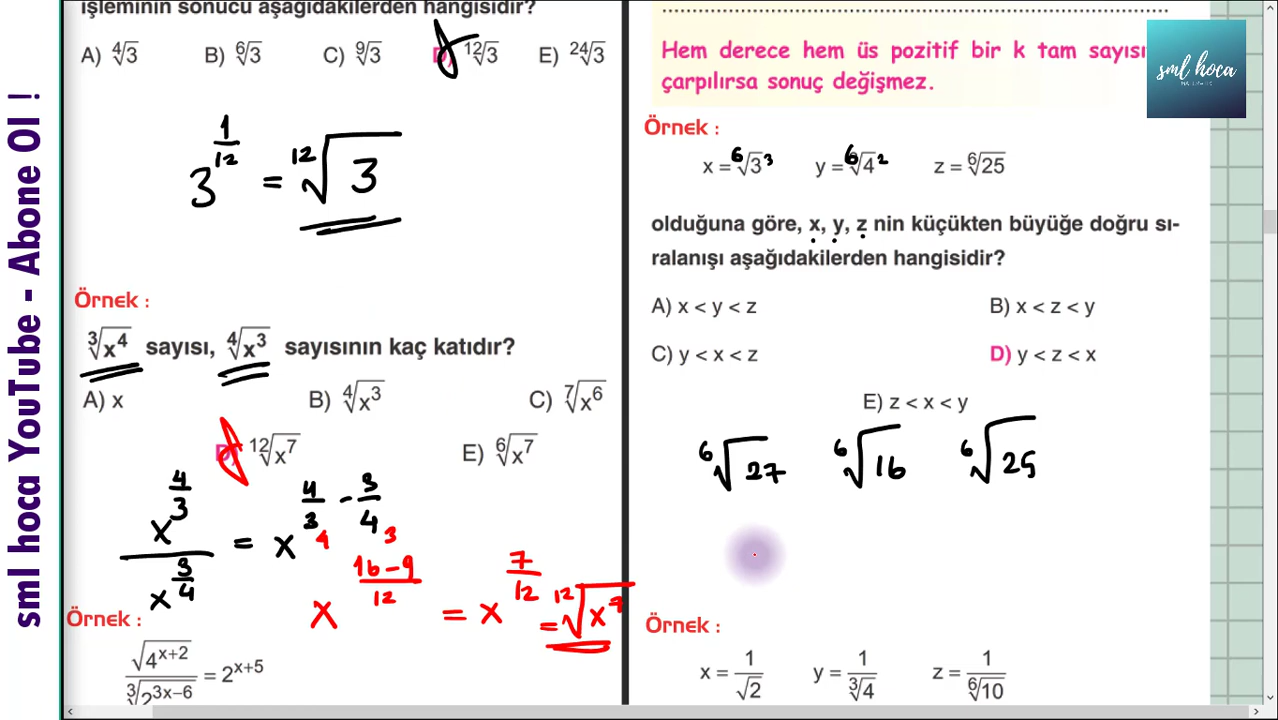 sml hoca YouTube - Abone Ol !
işleminin sonucu aşağıdakilerden hangisidir?
A) ⁴√3 B) ⁶√3 C) ⁹√3 D) ¹²√3 E) ²⁴√3
3^(1/12) = ¹²√3
Örnek :
³√x⁴ sayısı, ⁴√x³ sayısının kaç katıdır?
A) x B) ⁴√x³ C) ⁷√x⁶
D) ¹²√x⁷ E) ⁶√x⁷
x^(4/3) / x^(3/4) = x^(4/3 - 3/4)
4 3
x^((16-9)/12) = x^(7/12) = ¹²√x⁷
Örnek :
√4^(x+2) / ³√2^(3x–6) = 2^(x+5)
Hem derece hem üs pozitif bir k tam sayısı
çarpılırsa sonuç değişmez.
sml hoca
Örnek :
x = ⁶√3³ y = ⁶√4² z = ⁶√25
olduğuna göre, x, y, z nin küçükten büyüğe doğru sı-
ralanışı aşağıdakilerden hangisidir?
A) x < y < z B) x < z < y
C) y < x < z D) y < z < x
E) z < x < y
⁶√27 ⁶√16 ⁶√25
Örnek :
x = 1/√2 y = 1/³√4 z = 1/⁶√10